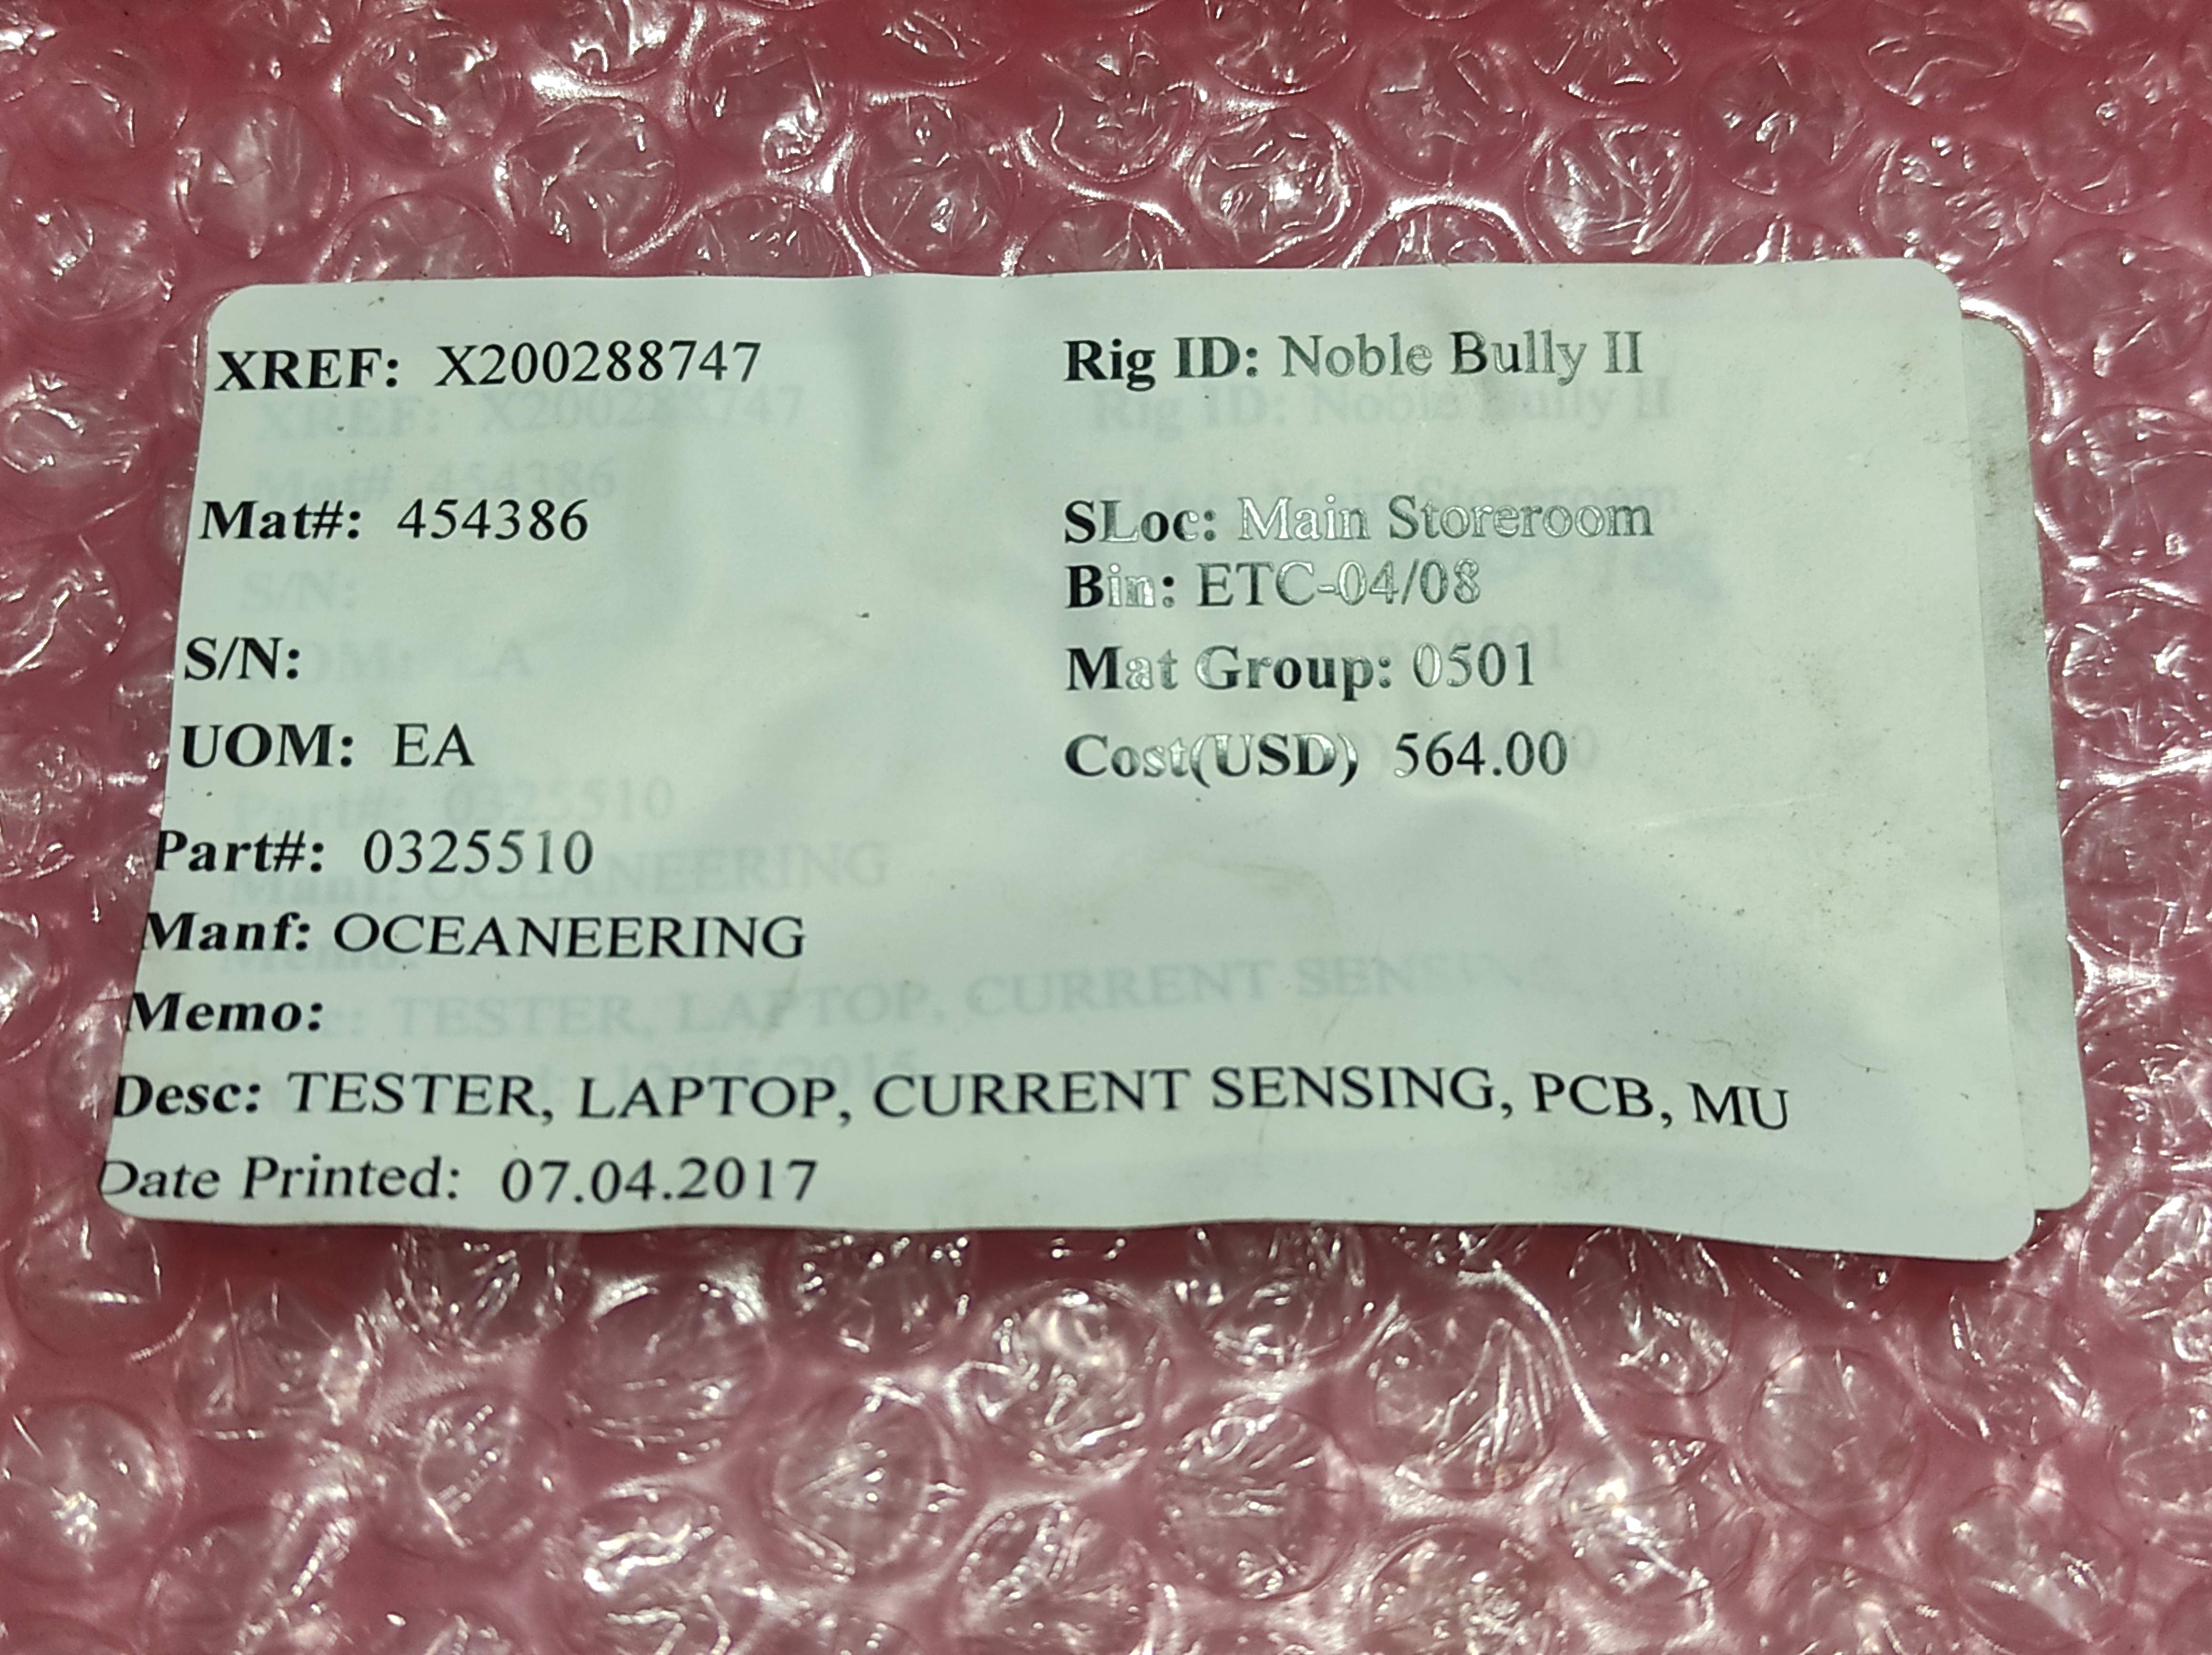 XREF: X200288747 Rig ID: Noble Bully II
Mat#: 454386 SLoc: Main Storeroom
Bin: ETC-04/08
S/N: Mat Group: 0501
UOM: EA Cost(USD) 564.00
Part#: 0325510
Manf: OCEANEERING
Memo:
Desc: TESTER, LAPTOP, CURRENT SENSING, PCB, MU
Date Printed: 07.04.2017